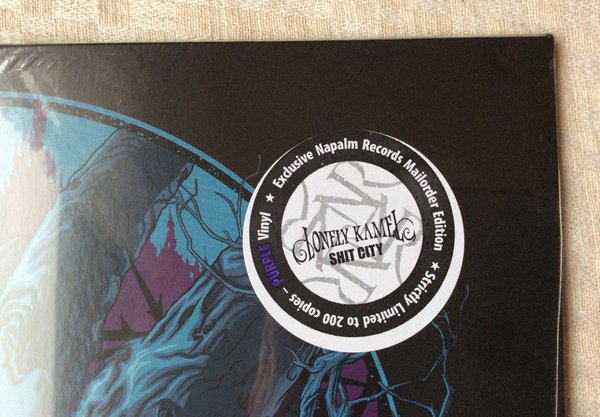 ★ Exclusive Napalm Records Mailorder Edition ★ Strictly Limited to 200 copies – PURPLE Vinyl
LONELY KAMEL
SHIT CITY